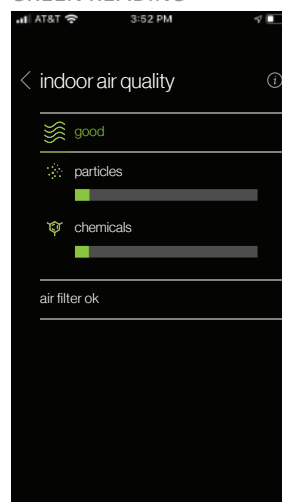 AT&T 3:52 PM
indoor air quality
good
particles
chemicals
air filter ok